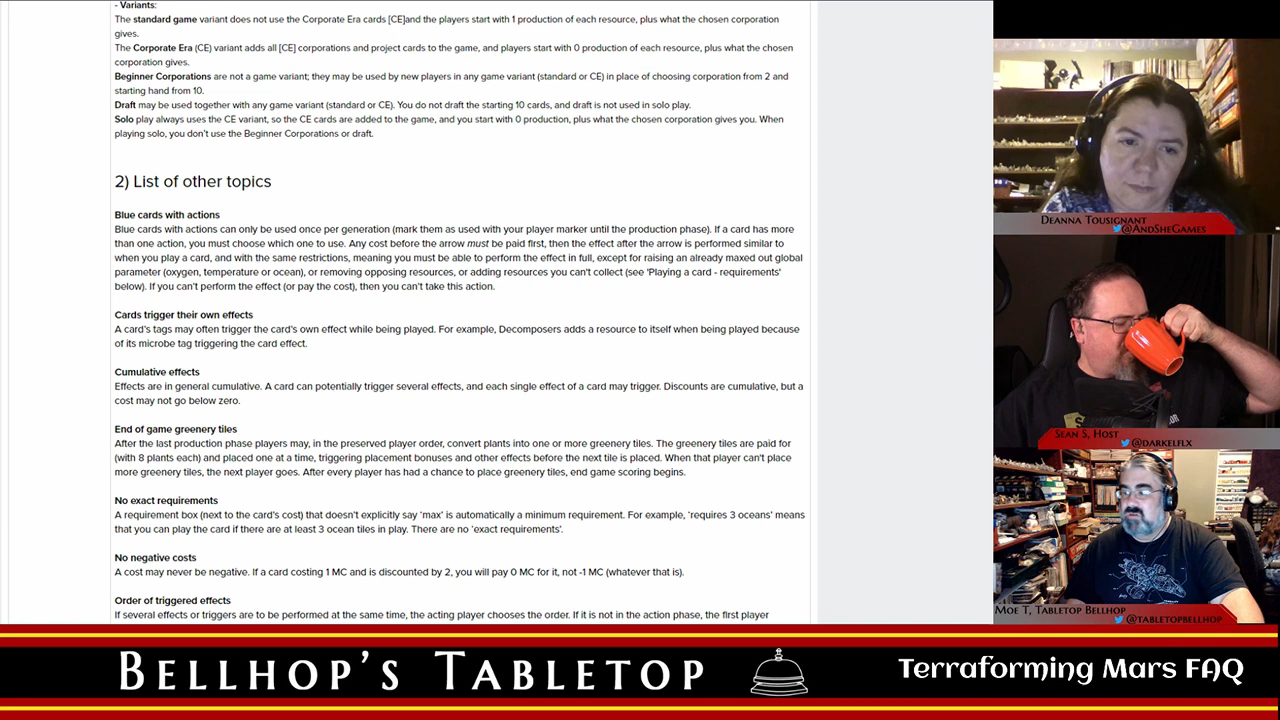 - Variants:
The standard game variant does not use the Corporate Era cards [CE]and the players start with 1 production of each resource, plus what the chosen corporation
gives.
The Corporate Era (CE) variant adds all [CE] corporations and project cards to the game, and players start with 0 production of each resource, plus what the chosen
corporation gives.
Beginner Corporations are not a game variant; they may be used by new players in any game variant (standard or CE) in place of choosing corporation from 2 and
starting hand from 10.
Draft may be used together with any game variant (standard or CE). You do not draft the starting 10 cards, and draft is not used in solo play.
Solo play always uses the CE variant, so the CE cards are added to the game, and you start with 0 production, plus what the chosen corporation gives you. When
playing solo, you don't use the Beginner Corporations or draft.
2) List of other topics
Blue cards with actions
Blue cards with actions can only be used once per generation (mark them as used with your player marker until the production phase). If a card has more
than one action, you must choose which one to use. Any cost before the arrow must be paid first, then the effect after the arrow is performed similar to
when you play a card, and with the same restrictions, meaning you must be able to perform the effect in full, except for raising an already maxed out global
parameter (oxygen, temperature or ocean), or removing opposing resources, or adding resources you can't collect (see 'Playing a card - requirements'
below). If you can't perform the effect (or pay the cost), then you can't take this action.
Cards trigger their own effects
A card's tags may often trigger the card's own effect while being played. For example, Decomposers adds a resource to itself when being played because
of its microbe tag triggering the card effect.
Cumulative effects
Effects are in general cumulative. A card can potentially trigger several effects, and each single effect of a card may trigger. Discounts are cumulative, but a
cost may not go below zero.
End of game greenery tiles
After the last production phase players may, in the preserved player order, convert plants into one or more greenery tiles. The greenery tiles are paid for
(with 8 plants each) and placed one at a time, triggering placement bonuses and other effects before the next tile is placed. When that player can't place
more greenery tiles, the next player goes. After every player has had a chance to place greenery tiles, end game scoring begins.
No exact requirements
A requirement box (next to the card's cost) that doesn't explicitly say 'max' is automatically a minimum requirement. For example, 'requires 3 oceans' means
that you can play the card if there are at least 3 ocean tiles in play. There are no 'exact requirements'.
No negative costs
A cost may never be negative. If a card costing 1 MC and is discounted by 2, you will pay 0 MC for it, not -1 MC (whatever that is).
Order of triggered effects
If several effects or triggers are to be performed at the same time, the acting player chooses the order. If it is not in the action phase, the first player
Deanna Tousignant
@AndSheGames
Sean S, Host
@DarkElfLX
Moe T, Tabletop Bellhop
@TabletopBellhop
Bellhop's Tabletop
Terraforming Mars FAQ